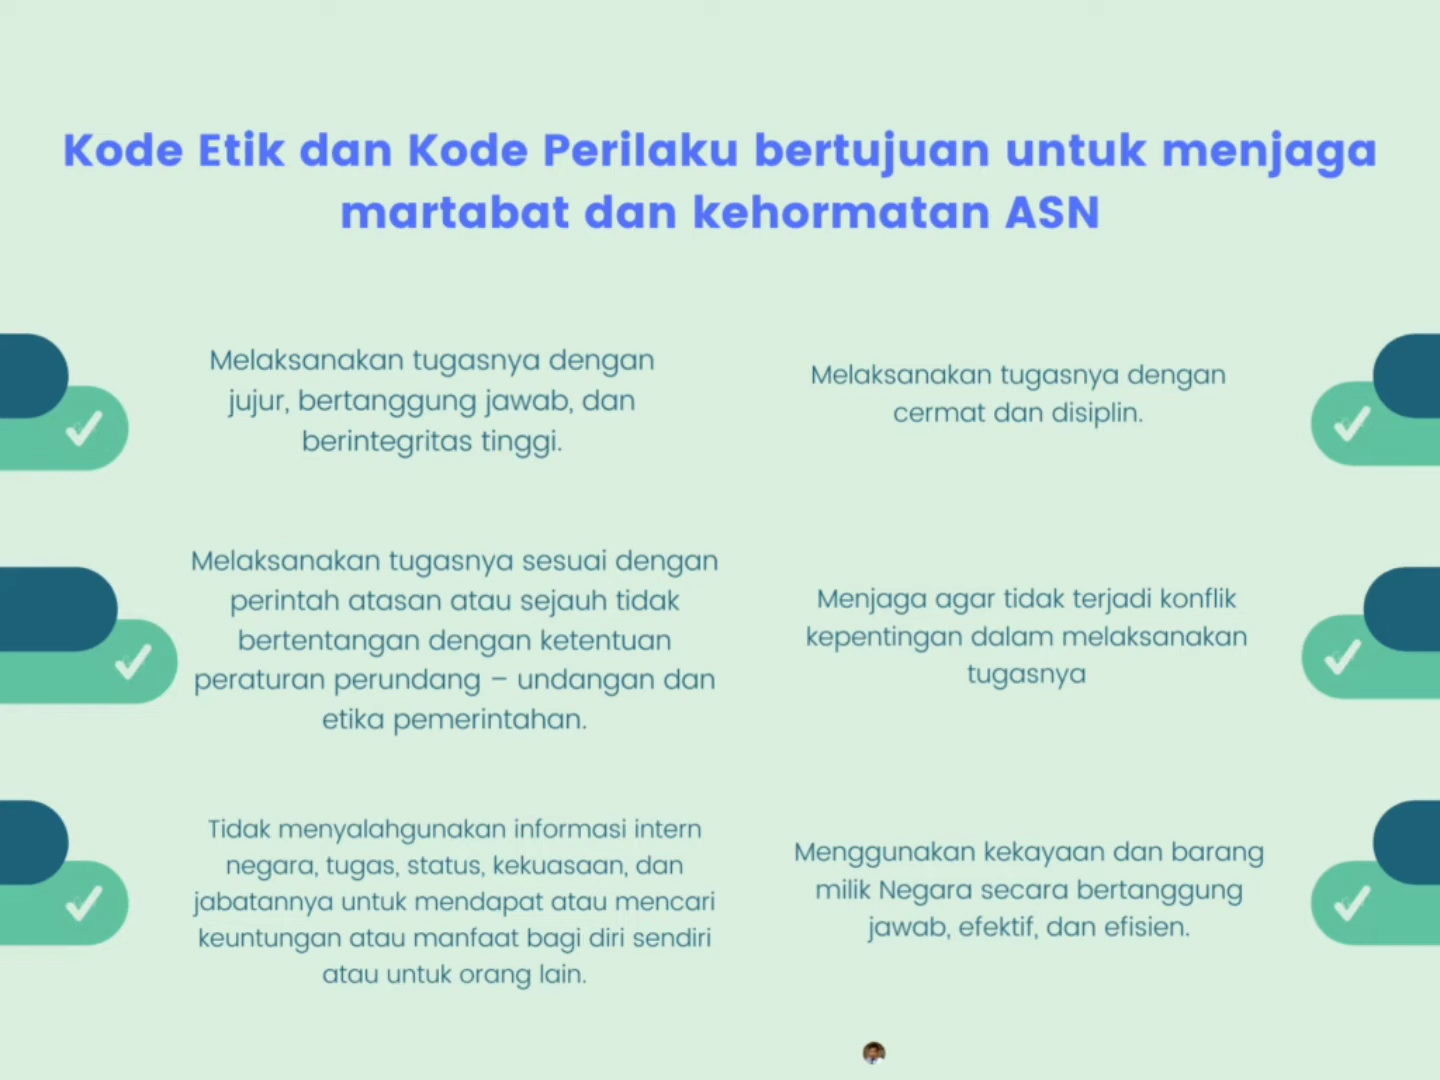 Kode Etik dan Kode Perilaku bertujuan untuk menjaga
martabat dan kehormatan ASN
Melaksanakan tugasnya dengan
jujur, bertanggung jawab, dan
berintegritas tinggi.
Melaksanakan tugasnya dengan
cermat dan disiplin.
Melaksanakan tugasnya sesuai dengan
perintah atasan atau sejauh tidak
bertentangan dengan ketentuan
peraturan perundang – undangan dan
etika pemerintahan.
Menjaga agar tidak terjadi konflik
kepentingan dalam melaksanakan
tugasnya
Tidak menyalahgunakan informasi intern
negara, tugas, status, kekuasaan, dan
jabatannya untuk mendapat atau mencari
keuntungan atau manfaat bagi diri sendiri
atau untuk orang lain.
Menggunakan kekayaan dan barang
milik Negara secara bertanggung
jawab, efektif, dan efisien.